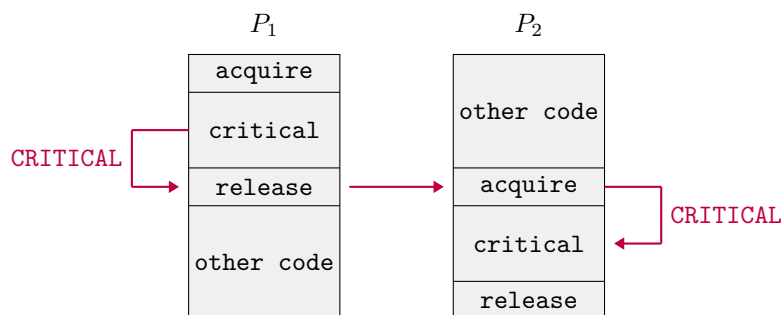 P1
acquire
critical
CRITICAL
release
other code
P2
other code
acquire
CRITICAL
critical
release